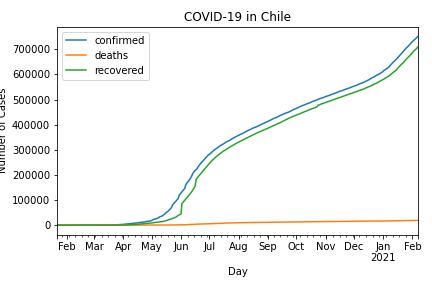 COVID-19 in Chile
confirmed
deaths
recovered
700000
600000
500000
400000
300000
200000
100000
0
Number of Cases
Feb Mar Apr May Jun Jul Aug Sep Oct Nov Dec Jan Feb
2021
Day